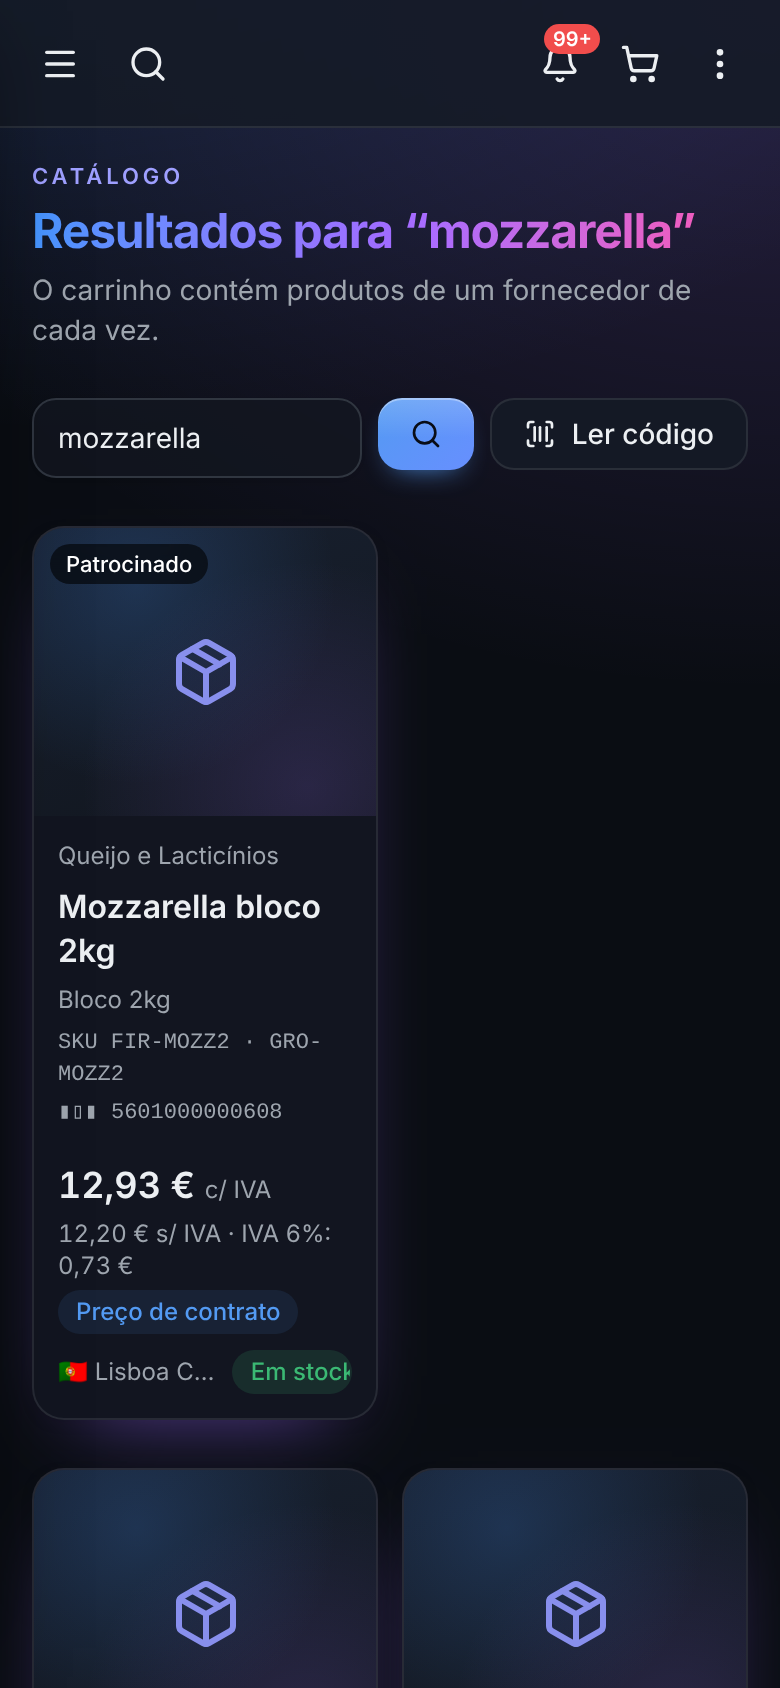 99+
CATÁLOGO
Resultados para “mozzarella”
O carrinho contém produtos de um fornecedor de
cada vez.
mozzarella
Ler código
Patrocinado
Queijo e Lacticínios
Mozzarella bloco
2kg
Bloco 2kg
SKU FIR-MOZZ2 · GRO-
MOZZ2
5601000000608
12,93 € c/ IVA
12,20 € s/ IVA · IVA 6%:
0,73 €
Preço de contrato
🇵🇹 Lisboa C... Em stock